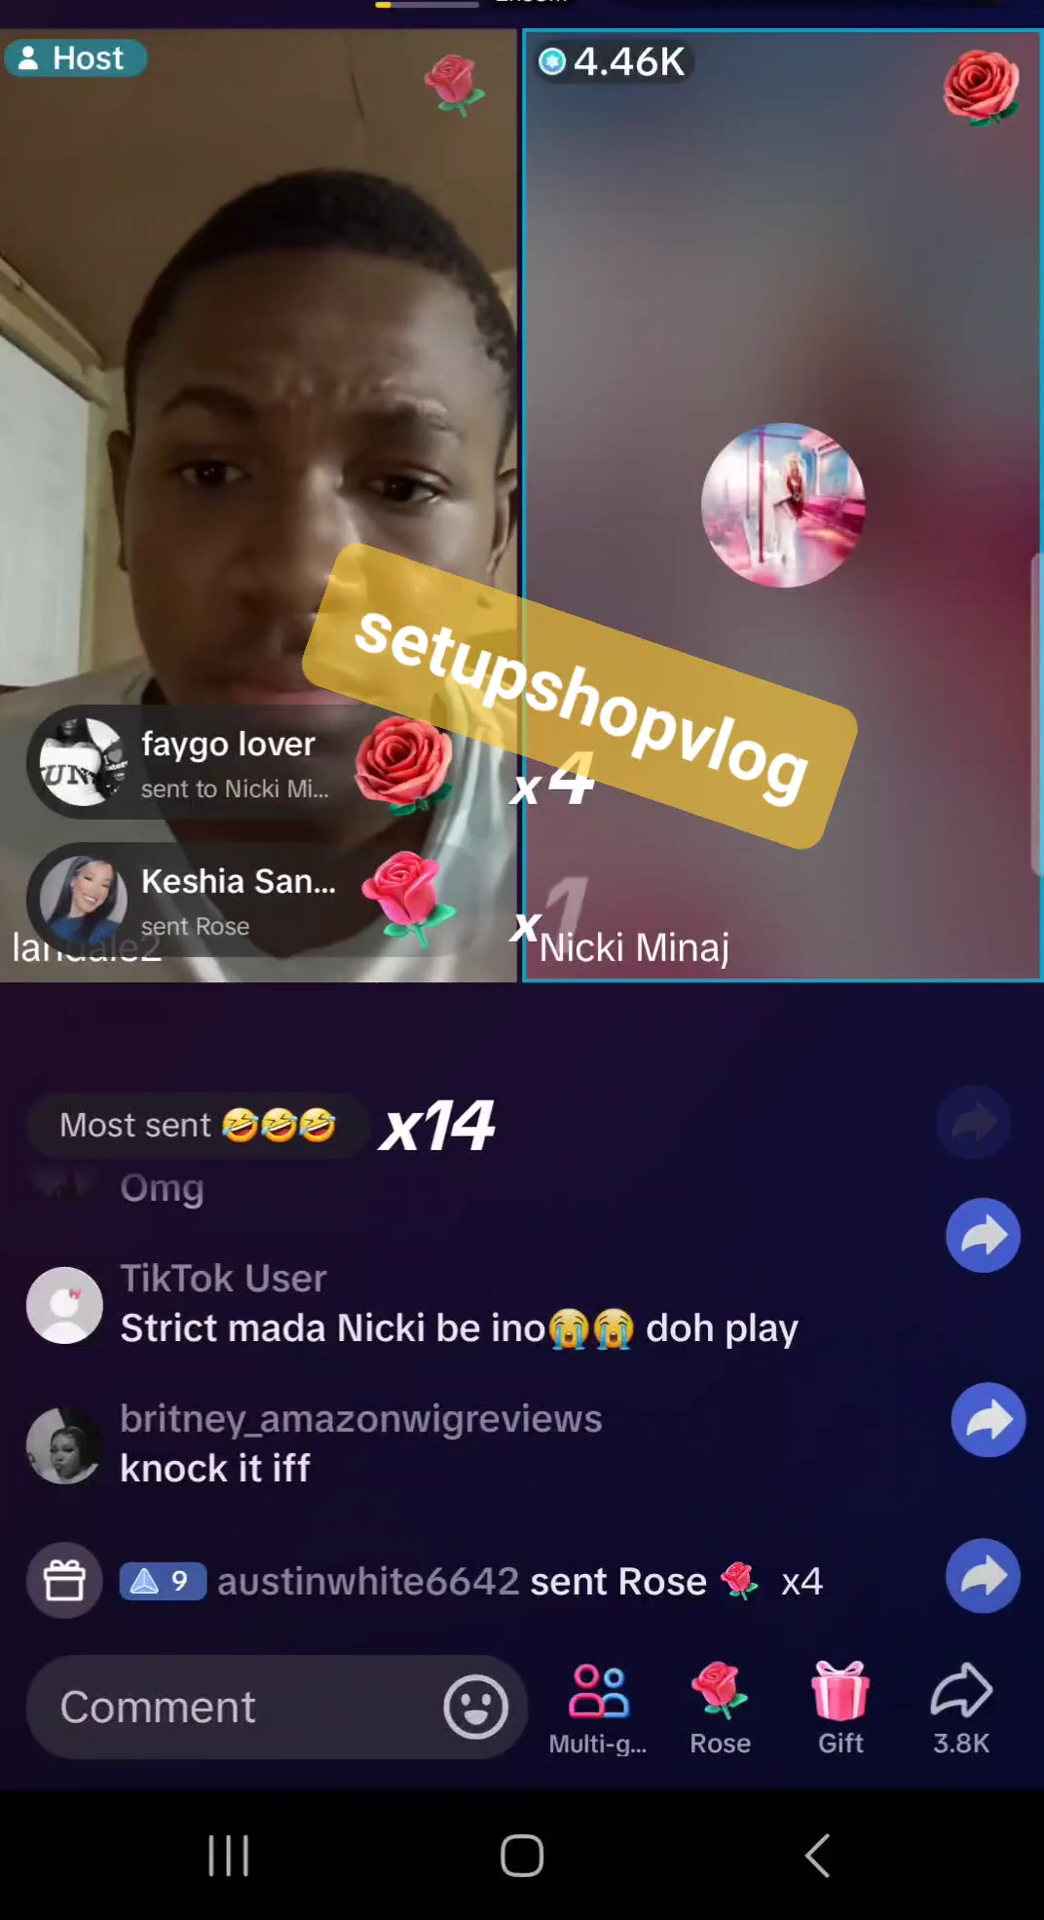 Host
4.46K
setupshopvlog
faygo lover
sent to Nicki Mi...
x4
Keshia San...
sent Rose
x1
Nicki Minaj
Most sent 🤣🤣🤣 x14
Omg
TikTok User
Strict mada Nicki be ino😭😭 doh play
britney_amazonwigreviews
knock it iff
9 austinwhite6642 sent Rose 🌹 x4
Comment
Multi-g...
Rose
Gift
3.8K